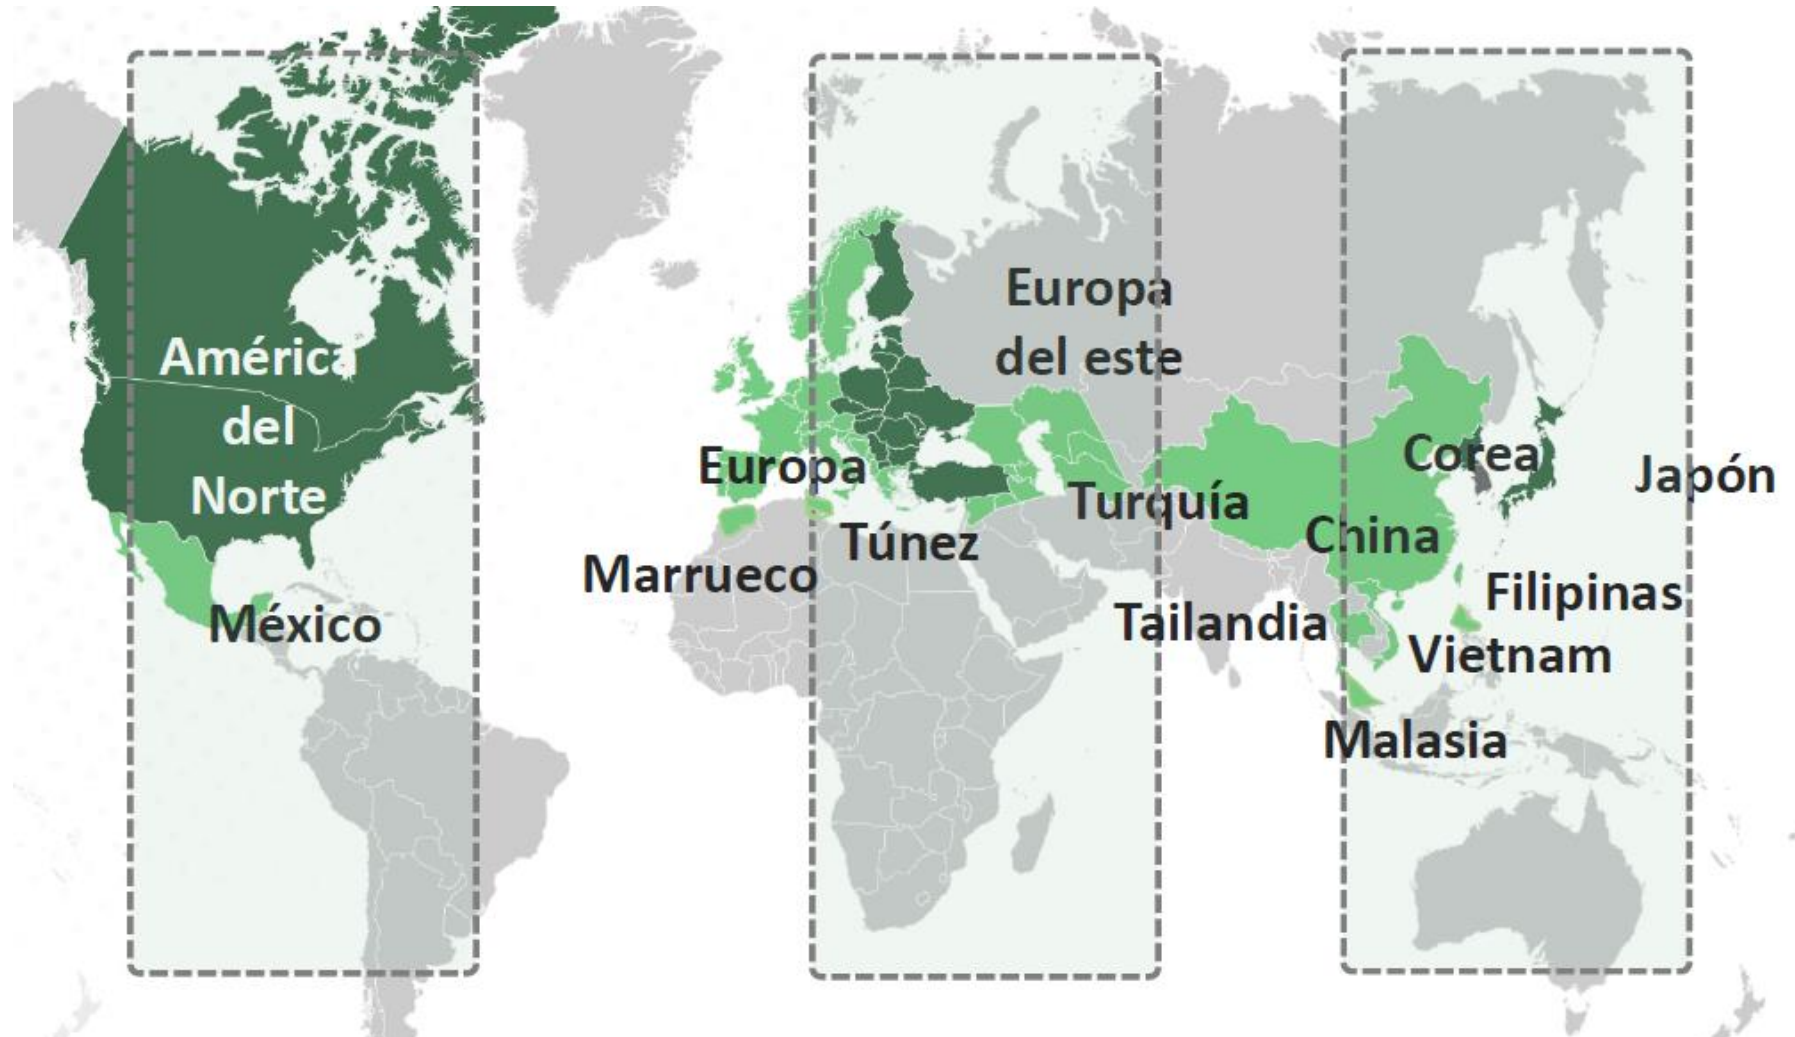 América
del
Norte
México
Europa
del este
Europa
Turquía
Túnez
Marrueco
Corea
Japón
China
Filipinas
Tailandia
Vietnam
Malasia